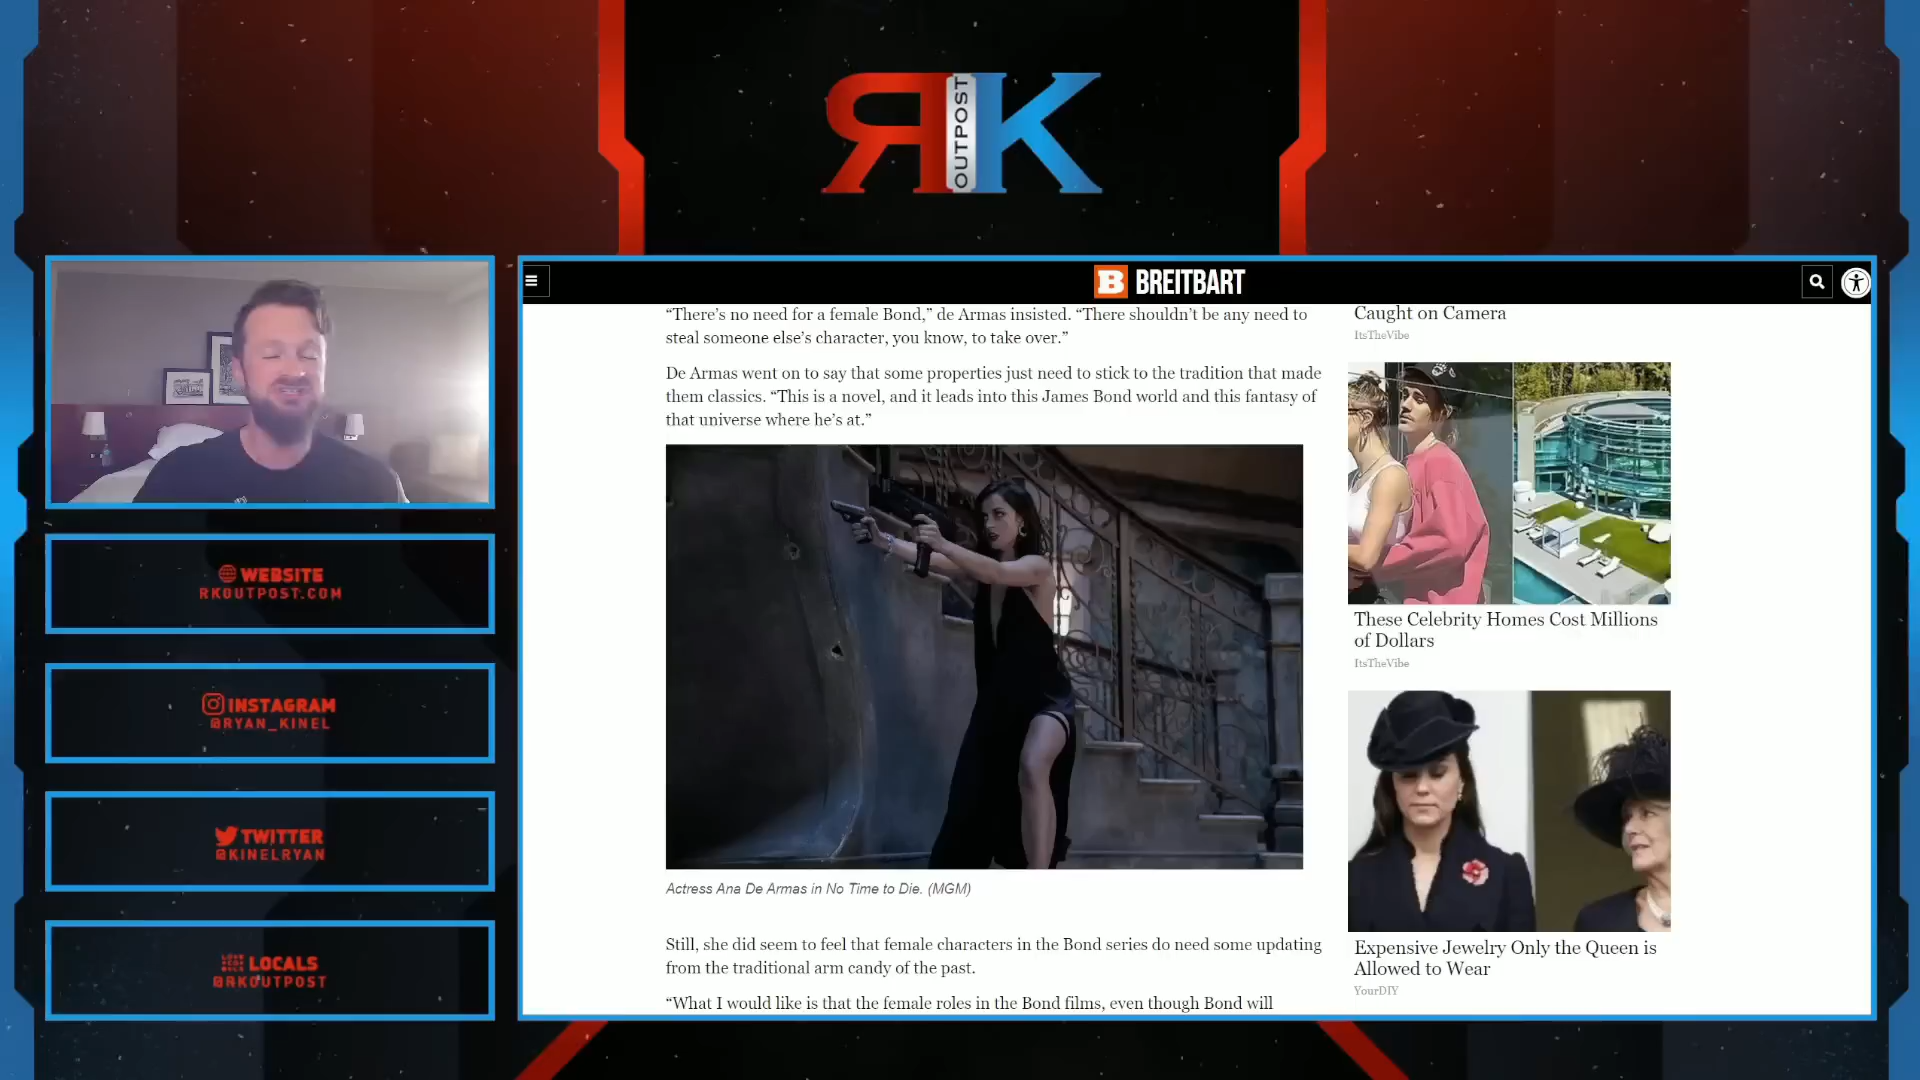 RK
OUTPOST
WEBSITE
RKOUTPOST.COM
INSTAGRAM
@RYAN_KINEL
TWITTER
@KINELRYAN
LOCALS
@RKOUTPOST
B BREITBART
“There’s no need for a female Bond,” de Armas insisted. “There shouldn’t be any need to
steal someone else’s character, you know, to take over.”
De Armas went on to say that some properties just need to stick to the tradition that made
them classics. “This is a novel, and it leads into this James Bond world and this fantasy of
that universe where he’s at.”
Actress Ana De Armas in No Time to Die. (MGM)
Still, she did seem to feel that female characters in the Bond series do need some updating
from the traditional arm candy of the past.
“What I would like is that the female roles in the Bond films, even though Bond will
Caught on Camera
ItsTheVibe
These Celebrity Homes Cost Millions
of Dollars
ItsTheVibe
Expensive Jewelry Only the Queen is
Allowed to Wear
YourDIY